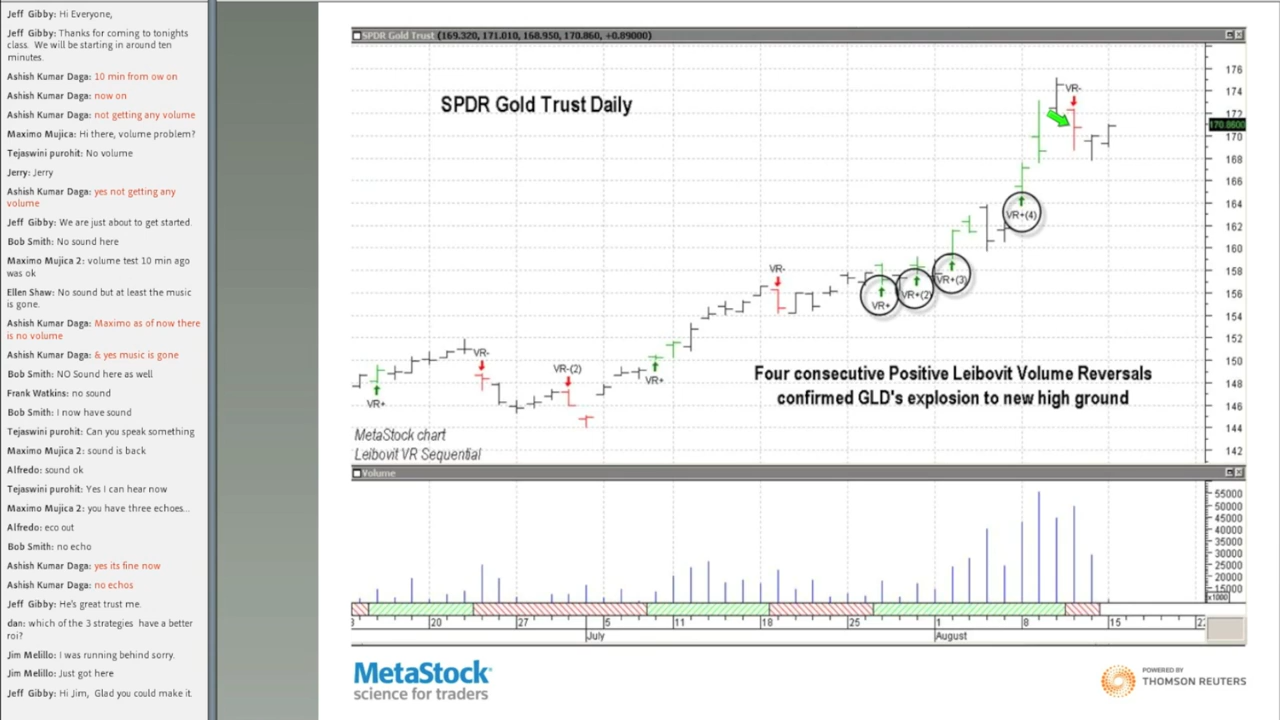 Jeff Gibby: Hi Everyone,
Jeff Gibby: Thanks for coming to tonights
class. We will be starting in around ten
minutes.
Ashish Kumar Daga: 10 min from ow on
Ashish Kumar Daga: now on
Ashish Kumar Daga: not getting any volume
Maximo Mujica: Hi there, volume problem?
Tejaswini purohit: No volume
Jerry: Jerry
Ashish Kumar Daga: yes not getting any
volume
Jeff Gibby: We are just about to get started.
Bob Smith: No sound here
Maximo Mujica 2: volume test 10 min ago
was ok
Ellen Shaw: No sound but at least the music
is gone.
Ashish Kumar Daga: Maximo as of now there
is no volume
Ashish Kumar Daga: & yes music is gone
Bob Smith: NO Sound here as well
Frank Watkins: no sound
Bob Smith: I now have sound
Tejaswini purohit: Can you speak something
Maximo Mujica 2: sound is back
Alfredo: sound ok
Tejaswini purohit: Yes I can hear now
Maximo Mujica 2: you have three echoes...
Alfredo: eco out
Bob Smith: no echo
Ashish Kumar Daga: yes its fine now
Ashish Kumar Daga: no echos
Jeff Gibby: He's great trust me.
dan: which of the 3 strategies have a better
roi?
Jim Melillo: I was running behind sorry.
Jim Melillo: Just got here
Jeff Gibby: Hi Jim, Glad you could make it.
SPDR Gold Trust (169.320, 171.010, 168.950, 170.860, +0.89000)
SPDR Gold Trust Daily
VR+
VR-
VR-(2)
VR+
VR-
VR+
VR+(2)
VR+(3)
VR+(4)
VR-
176
174
172
170.8600
170
168
166
164
162
160
158
156
154
152
150
148
146
144
142
Four consecutive Positive Leibovit Volume Reversals
confirmed GLD's explosion to new high ground
MetaStock chart
Leibovit VR Sequential
Volume
55000
50000
45000
40000
35000
30000
25000
20000
15000
x1000
20
27
5
11
18
25
1
8
15
July
August
MetaStock®
science for traders
POWERED BY
THOMSON REUTERS